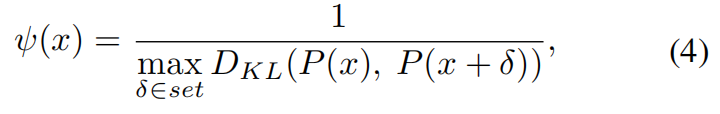 ψ(x) = 1 / max_{δ∈set} D_{KL}(P(x), P(x + δ)), (4)